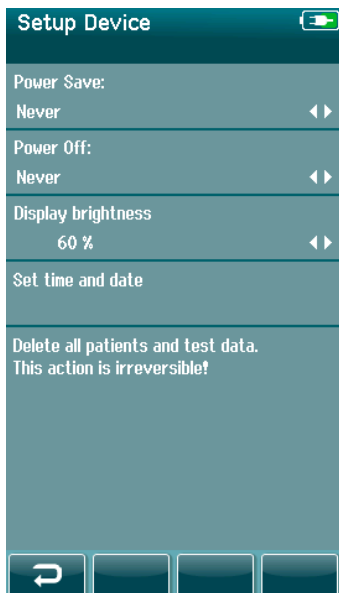 Setup Device
Power Save:
Never
Power Off:
Never
Display brightness
60 %
Set time and date
Delete all patients and test data.
This action is irreversible!